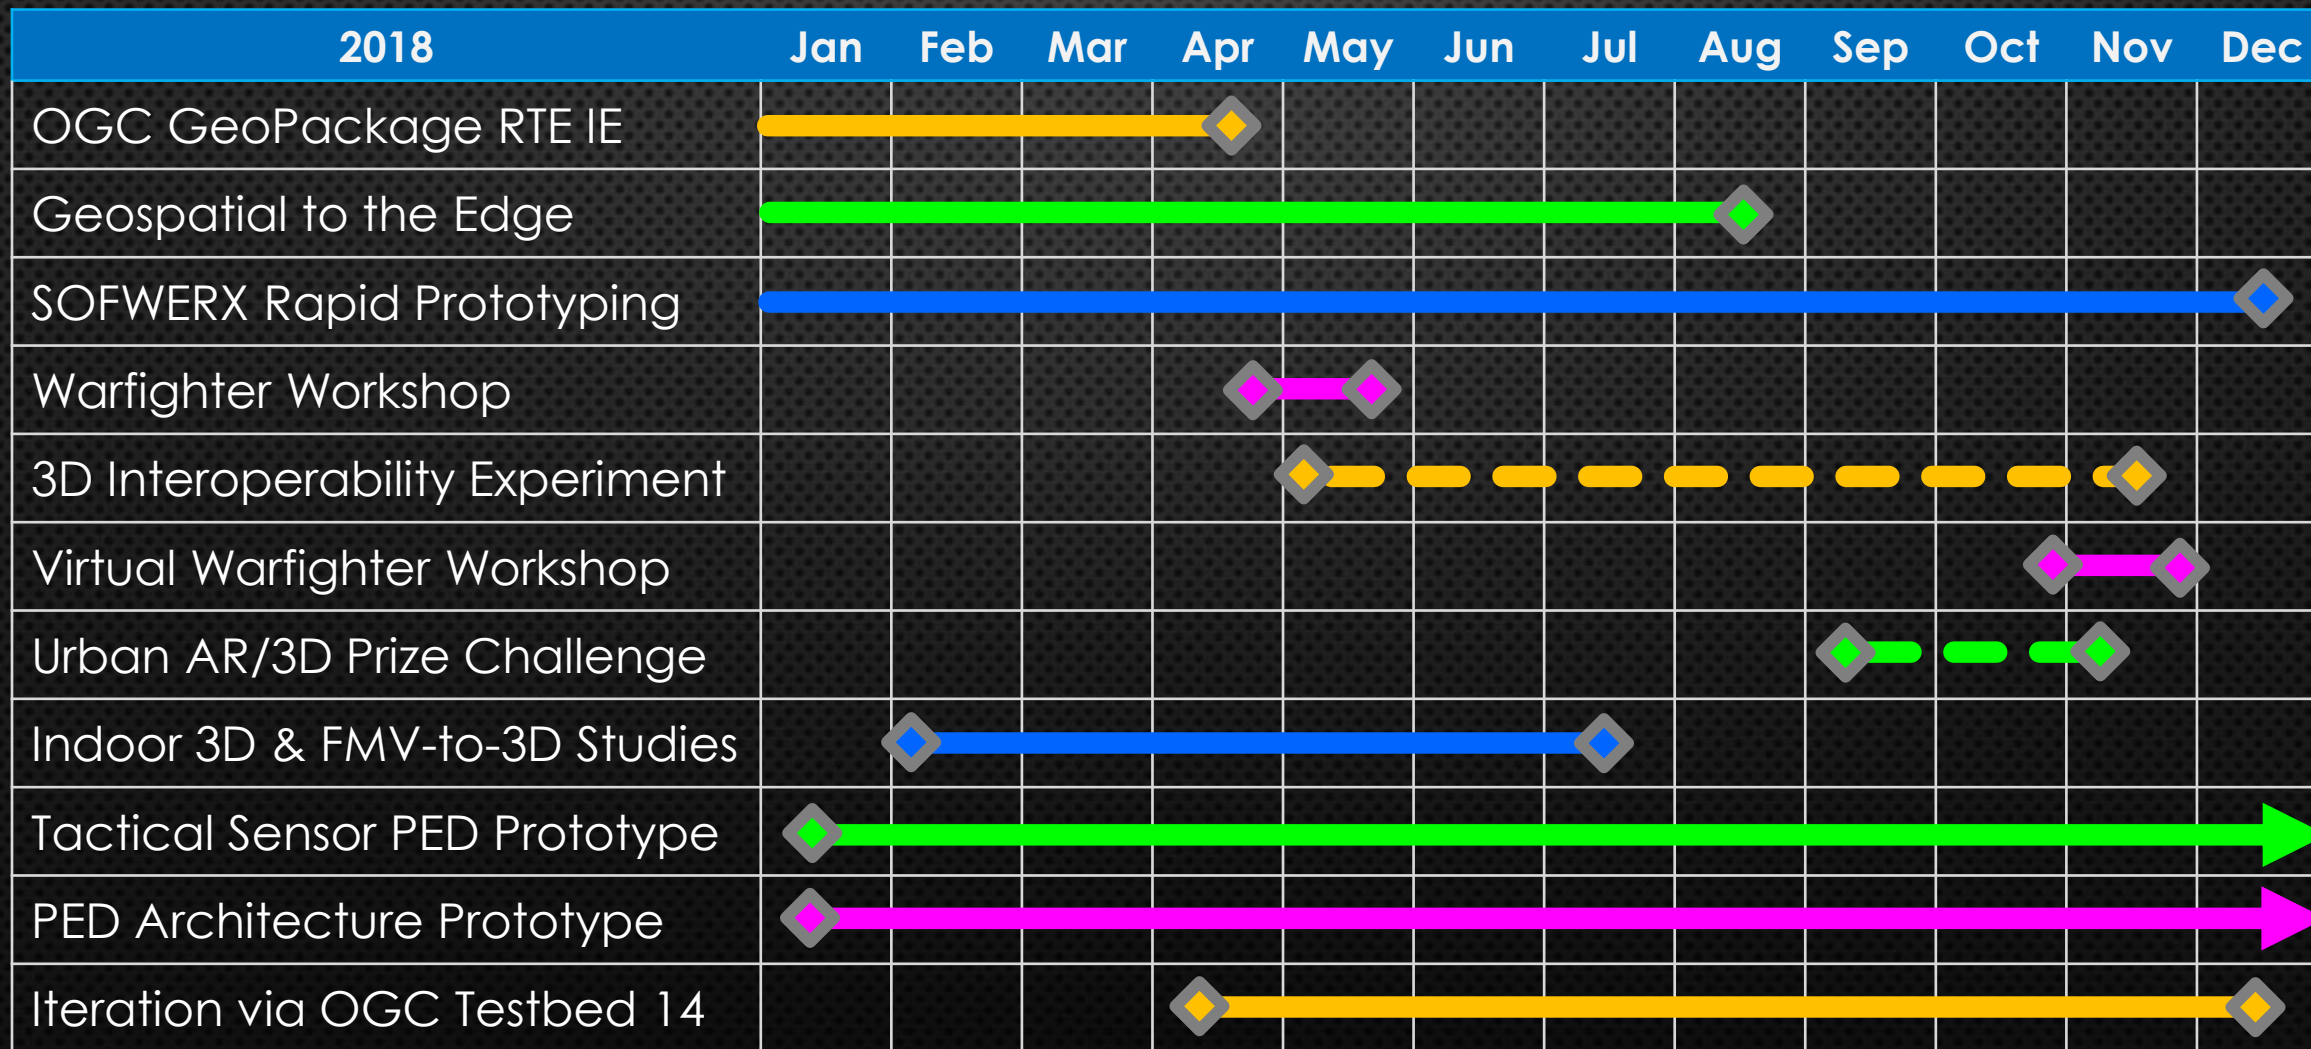 2018 Jan Feb Mar Apr May Jun Jul Aug Sep Oct Nov Dec
OGC GeoPackage RTE IE
Geospatial to the Edge
SOFWERX Rapid Prototyping
Warfighter Workshop
3D Interoperability Experiment
Virtual Warfighter Workshop
Urban AR/3D Prize Challenge
Indoor 3D & FMV-to-3D Studies
Tactical Sensor PED Prototype
PED Architecture Prototype
Iteration via OGC Testbed 14